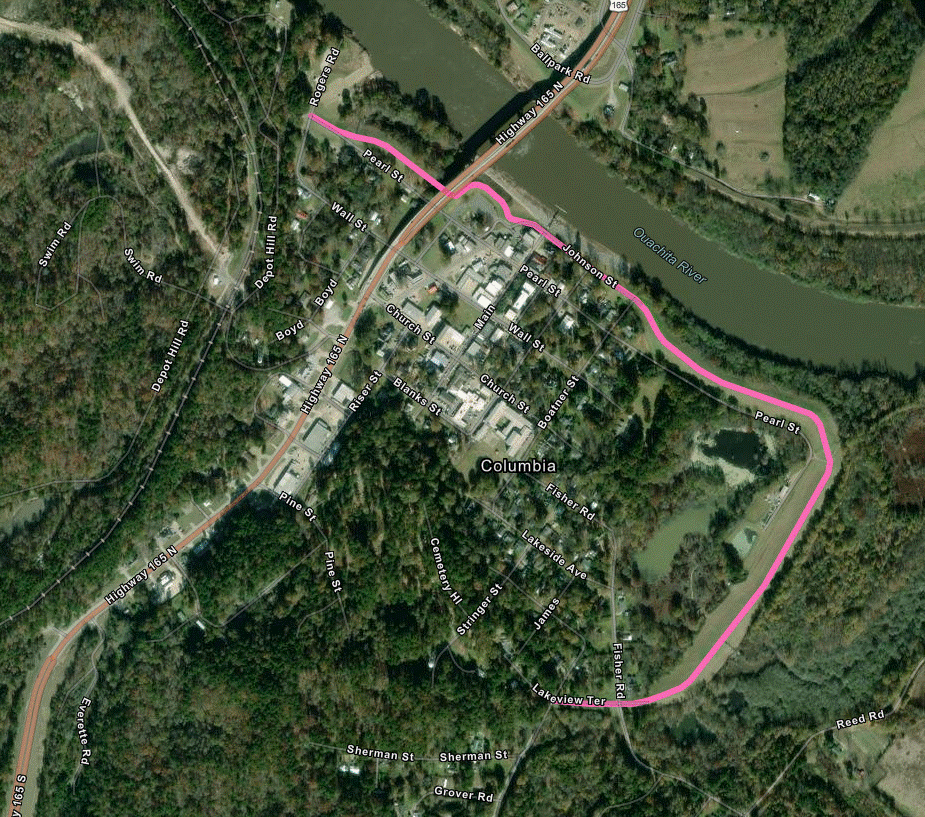 165
Ballpark Rd
Rogers Rd
Highway 165 N
Pearl St
Wall St
Swim Rd
Swim Rd
Depot Hill Rd
Ouachita River
Johnson St
Pearl St
Boyd
Boyd
Main
Church St
Wall St
Depot Hill Rd
Highway 165 N
Riser St
Blanks St
Church St
Boatner St
Pearl St
Columbia
Pine St
Fisher Rd
Lakeside Ave
Highway 165 N
Pine St
Cemetery Hl
Stringer St
James
Fisher Rd
Lakeview Ter
Everette Rd
Reed Rd
Sherman St
Sherman St
Grover Rd
y 165 S